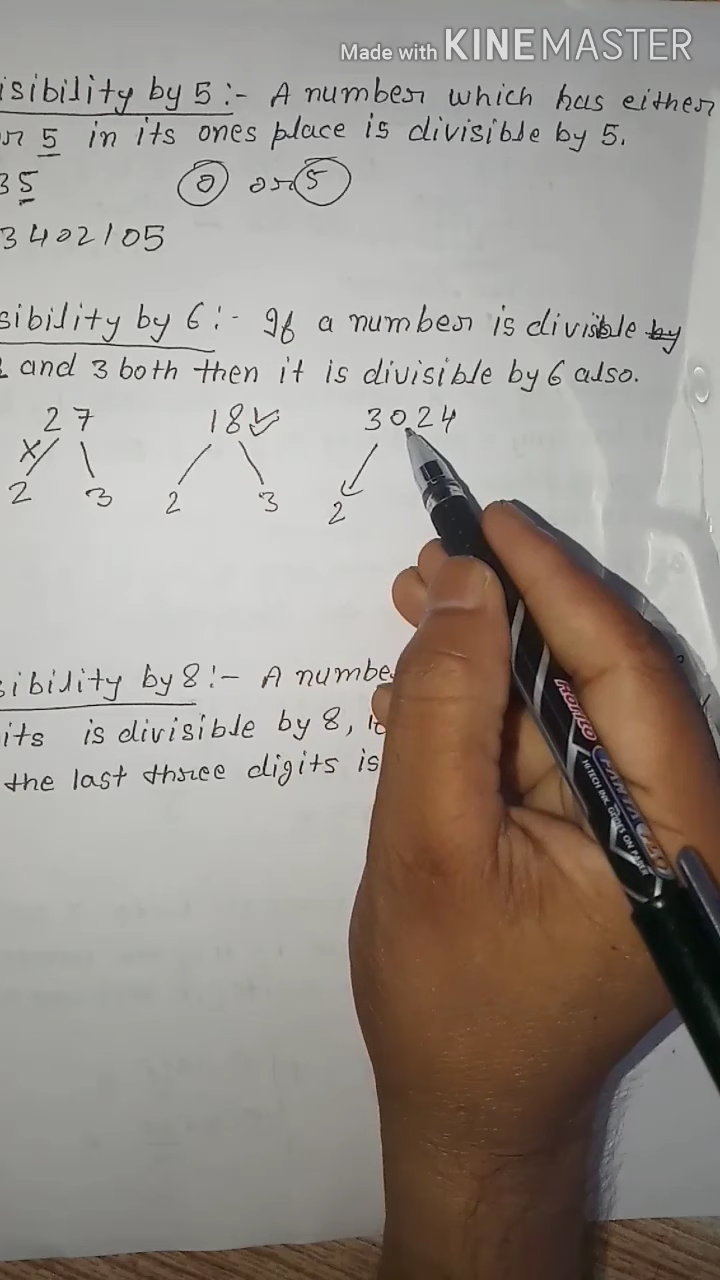 Made with KINEMASTER
isibility by 5 :- A number which has either
or 5 in its ones place is divisible by 5.
35 0 or 5
3402105
sibility by 6 :- If a number is divisible by
and 3 both then it is divisible by 6 also.
27 18 3024
2 3 2 3 2
sibility by 8 :- A numbe
its is divisible by 8,
the last three digits is